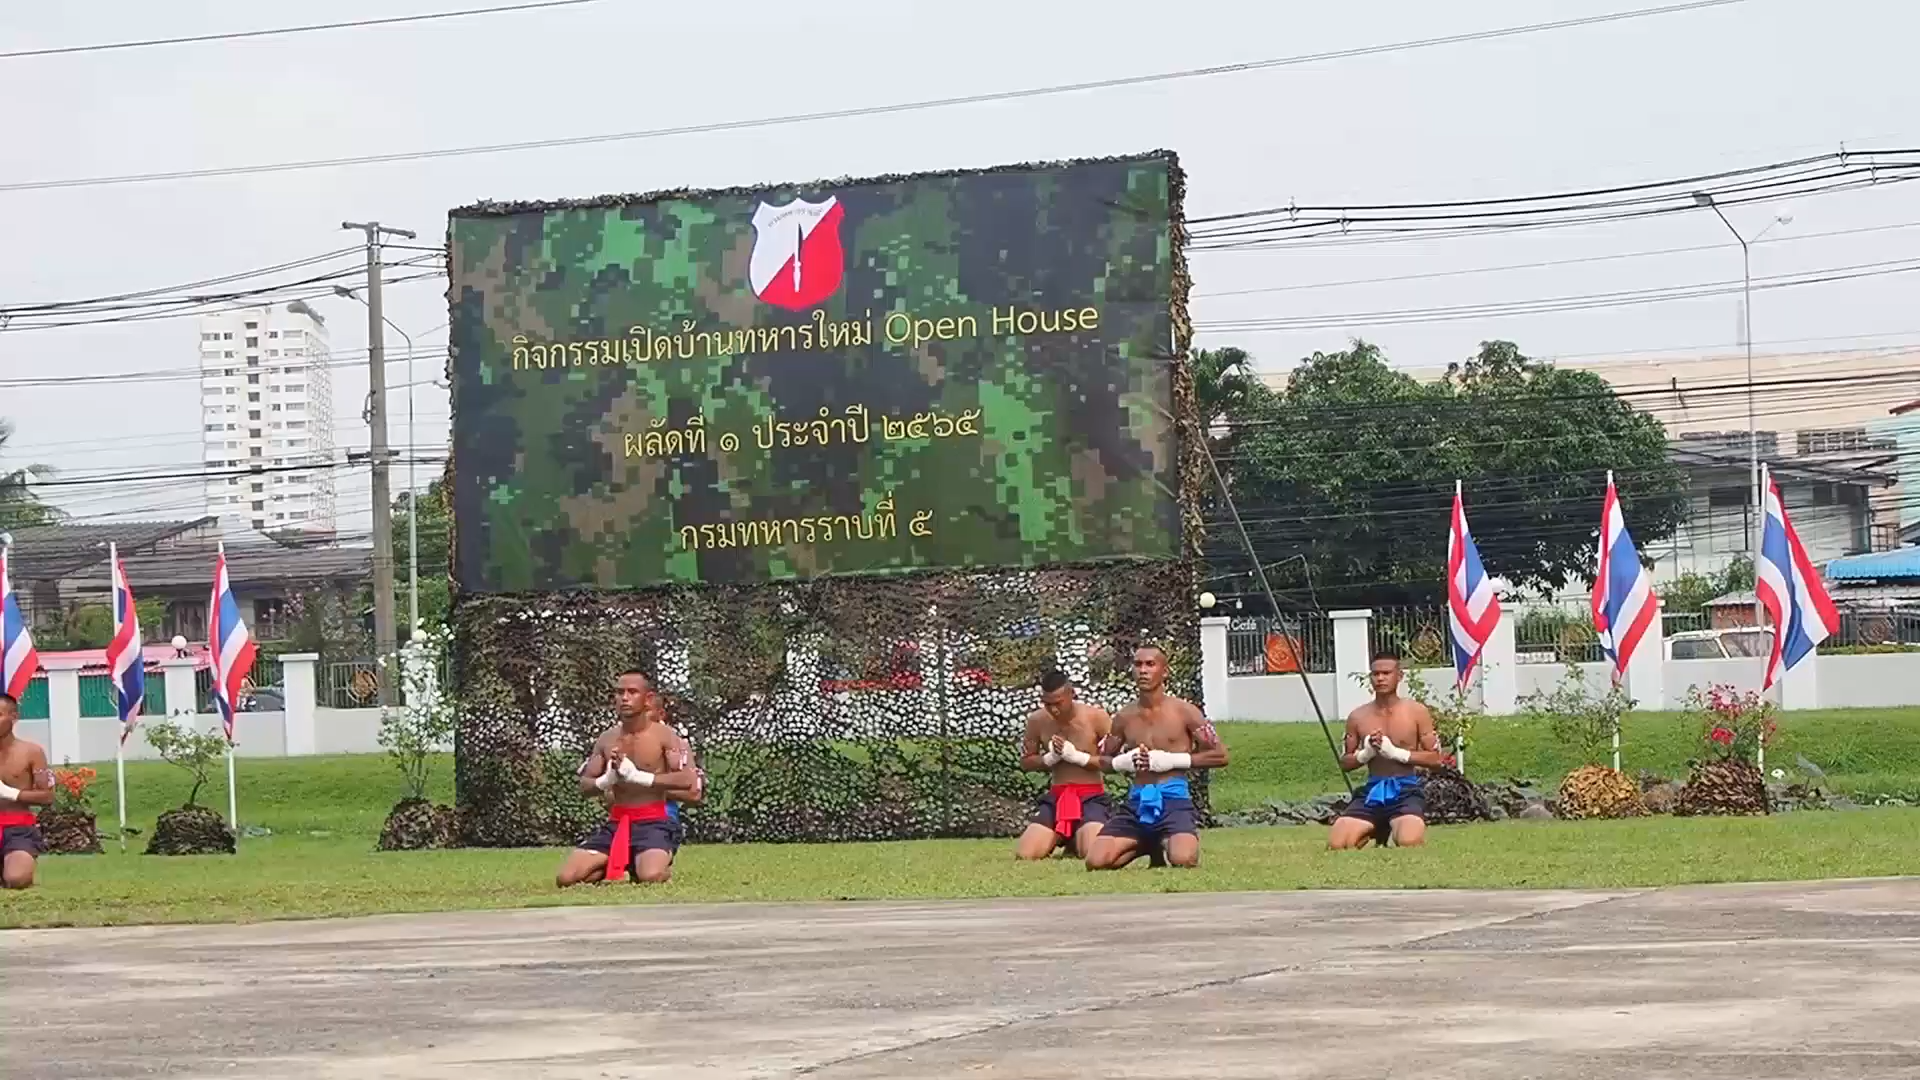 กิจกรรมเปิดบ้านทหารใหม่ Open House
ผลัดที่ ๑ ประจำปี ๒๕๖๕
กรมทหารราบที่ ๕
Café